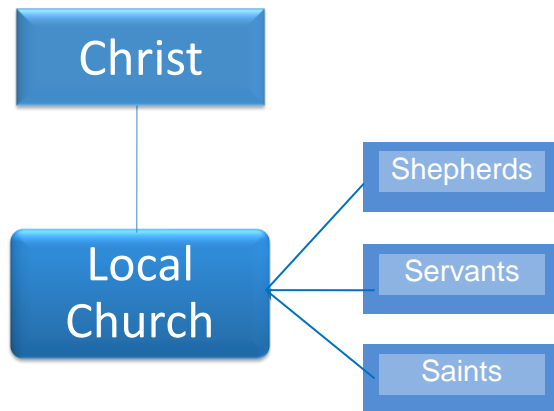 Christ
Local
Church
Shepherds
Servants
Saints